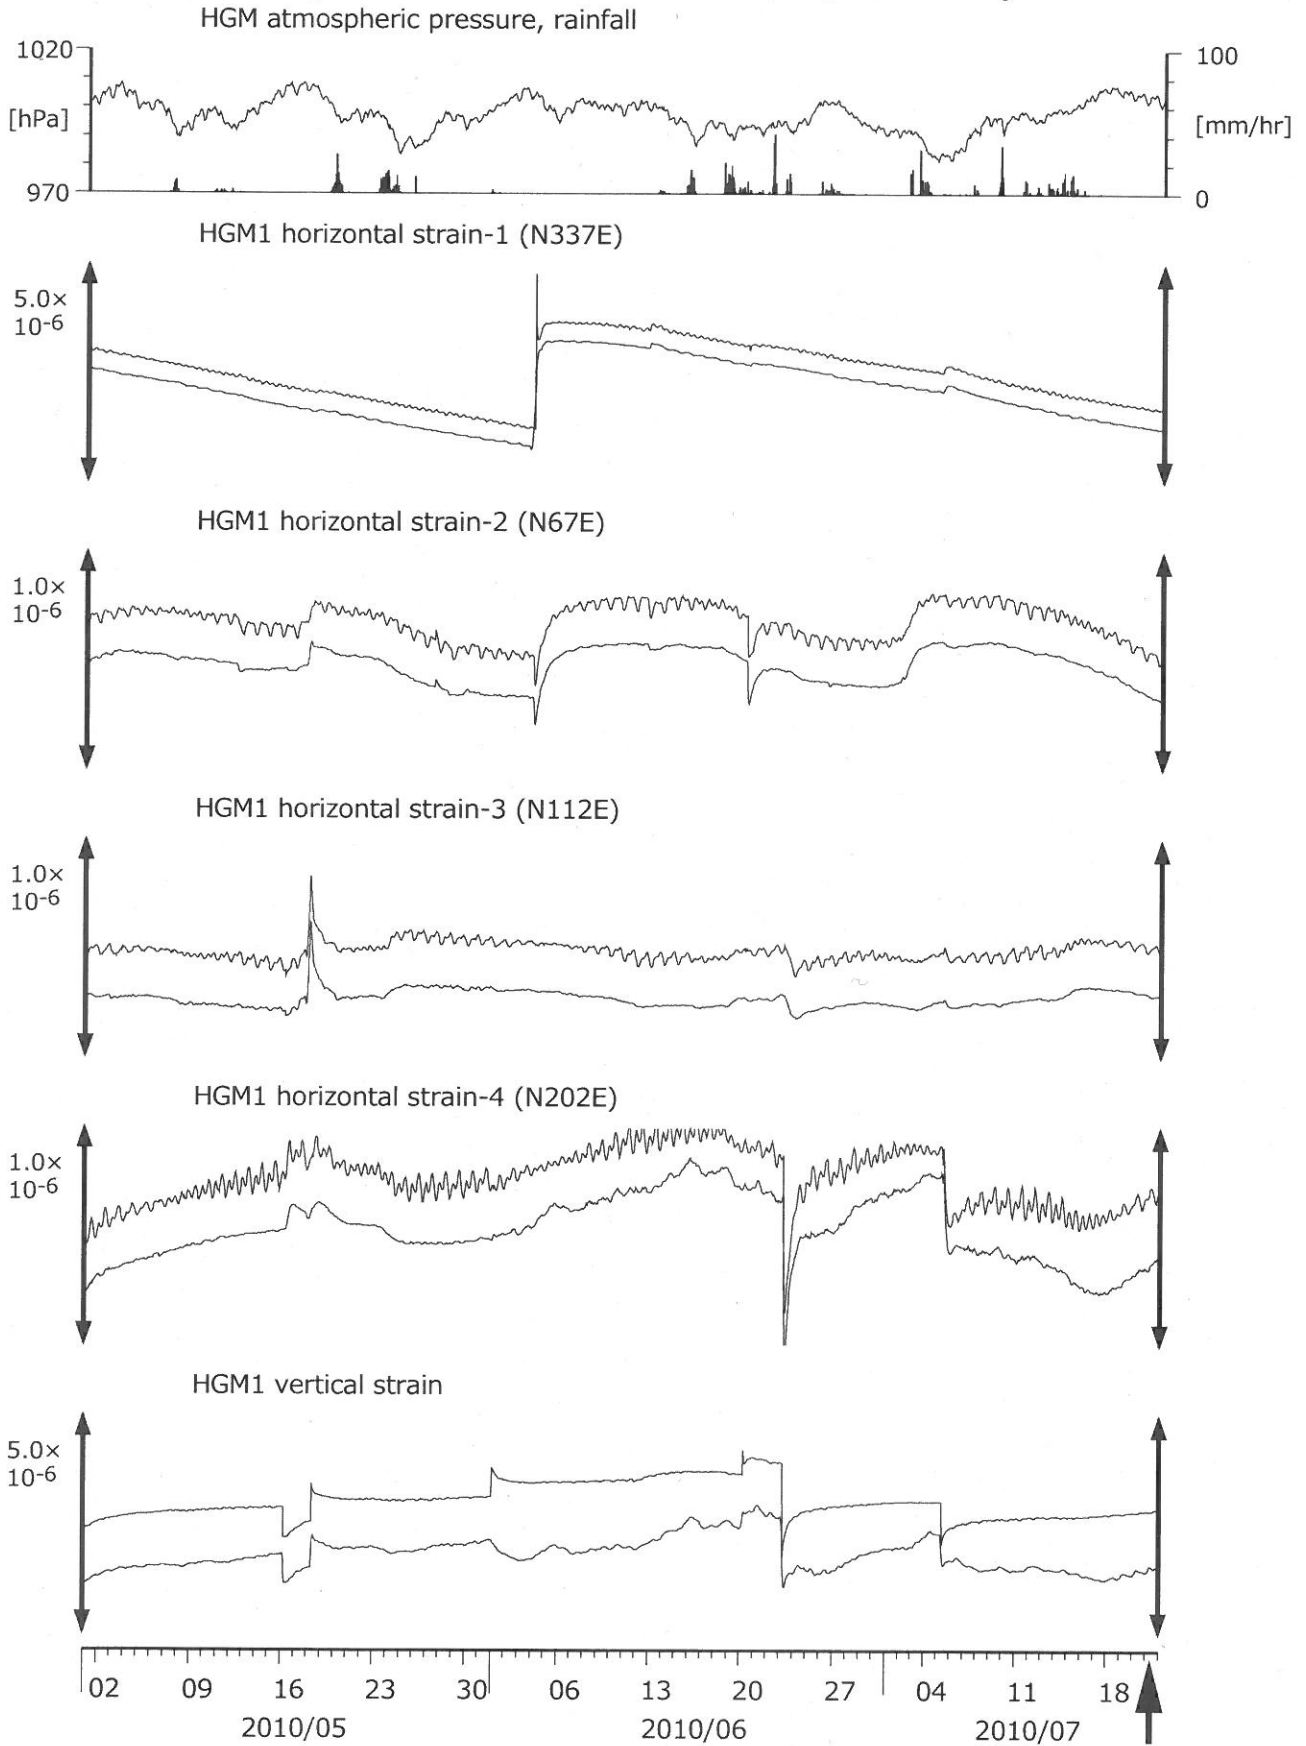 HGM atmospheric pressure, rainfall
1020
100
[hPa]
[mm/hr]
970
0
HGM1 horizontal strain-1 (N337E)
5.0×
10-6
HGM1 horizontal strain-2 (N67E)
1.0×
10-6
HGM1 horizontal strain-3 (N112E)
1.0×
10-6
HGM1 horizontal strain-4 (N202E)
1.0×
10-6
HGM1 vertical strain
5.0×
10-6
02 09 16 23 30 06 13 20 27 04 11 18
2010/05 2010/06 2010/07